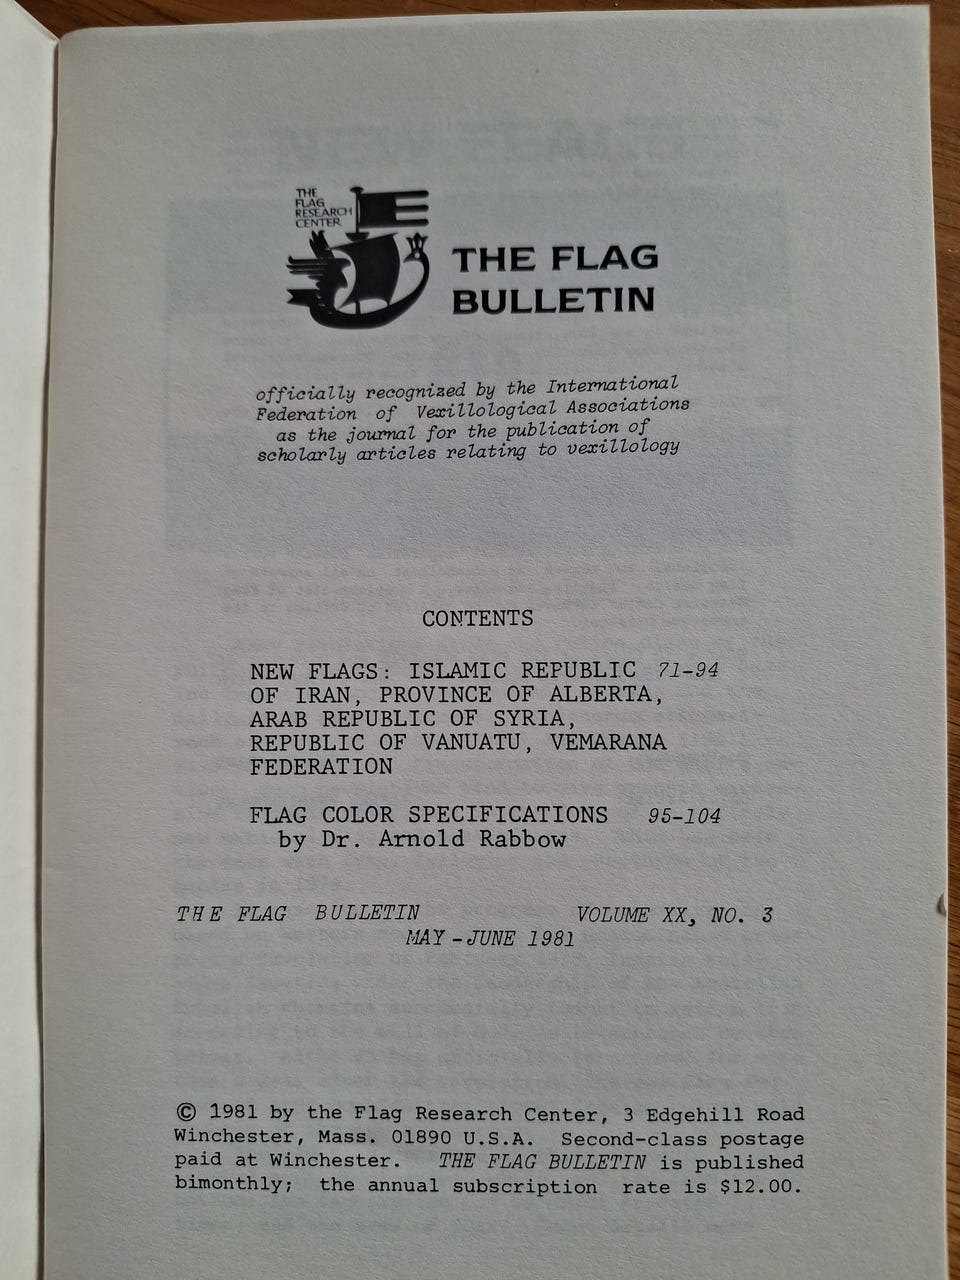 THE
FLAG
RESEARCH
CENTER
THE FLAG
BULLETIN
officially recognized by the International
Federation of Vexillological Associations
as the journal for the publication of
scholarly articles relating to vexillology
CONTENTS
NEW FLAGS: ISLAMIC REPUBLIC 71-94
OF IRAN, PROVINCE OF ALBERTA,
ARAB REPUBLIC OF SYRIA,
REPUBLIC OF VANUATU, VEMARANA
FEDERATION
FLAG COLOR SPECIFICATIONS 95-104
by Dr. Arnold Rabbow
THE FLAG BULLETIN VOLUME XX, NO. 3
MAY-JUNE 1981
© 1981 by the Flag Research Center, 3 Edgehill Road
Winchester, Mass. 01890 U.S.A. Second-class postage
paid at Winchester. THE FLAG BULLETIN is published
bimonthly; the annual subscription rate is $12.00.